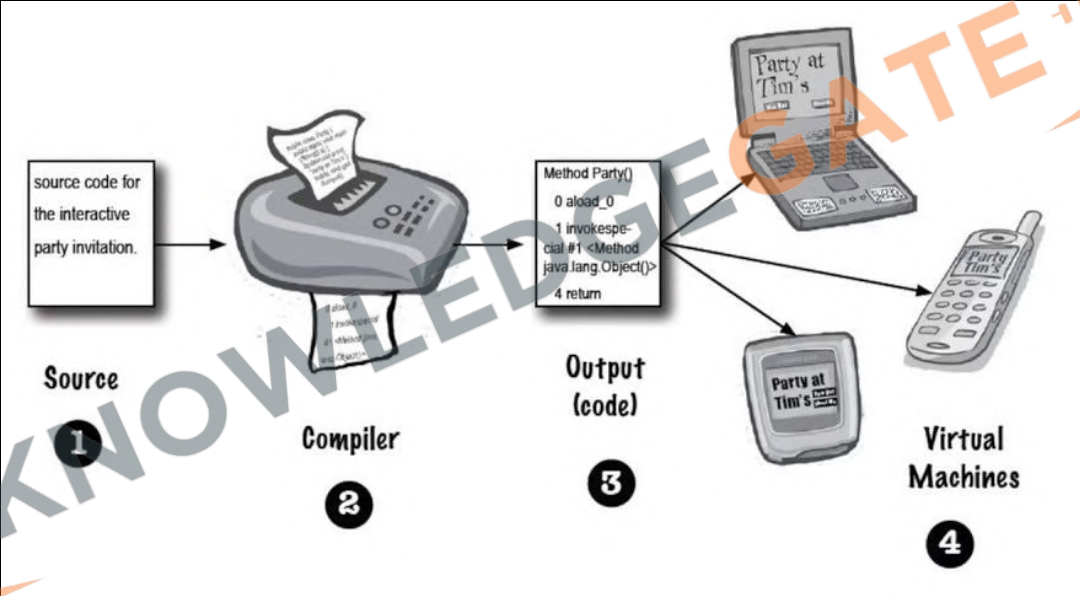 source code for
the interactive
party invitation.
Source
1
Compiler
2
Method Party()
0 aload_0
1 invokespe-
cial #1 <Method
java.lang.Object()>
4 return
Output
(code)
3
Party at
Tim's
Party
Tim's
Party at
Tim's
Virtual
Machines
4
KNOWLEDGEGATE